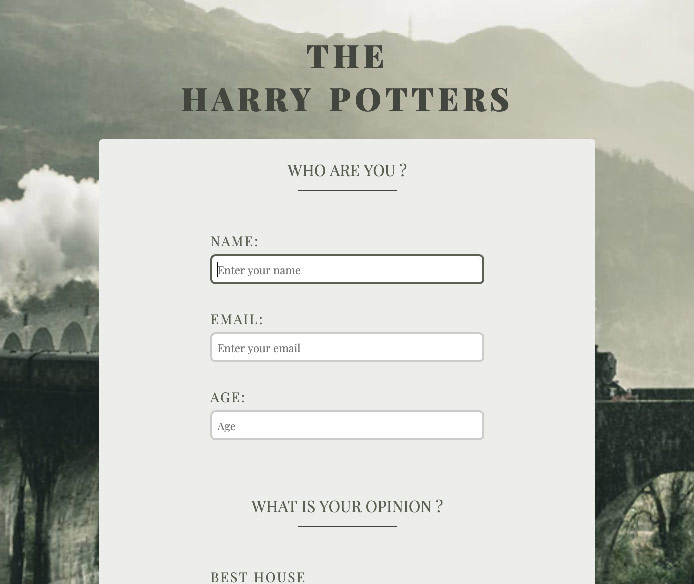 THE
HARRY POTTERS
WHO ARE YOU ?
NAME:
Enter your name
EMAIL:
Enter your email
AGE:
Age
WHAT IS YOUR OPINION ?
BEST HOUSE